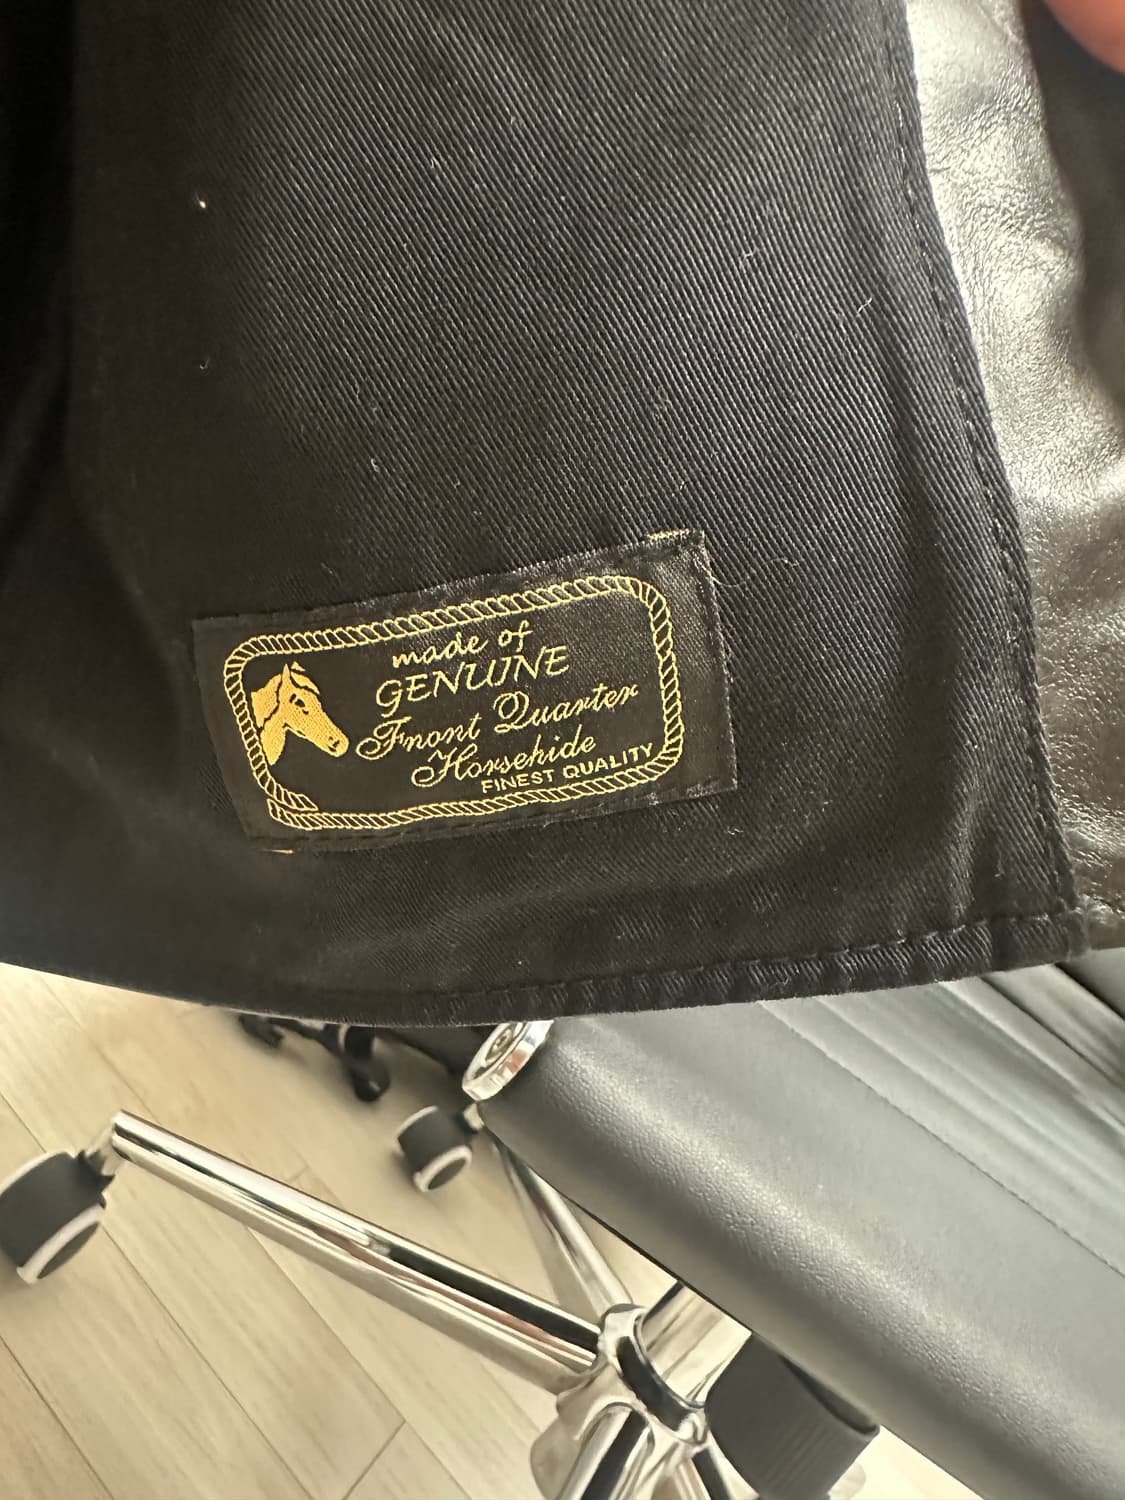 made of
GENUINE
Front Quarter
Horsehide
FINEST QUALITY